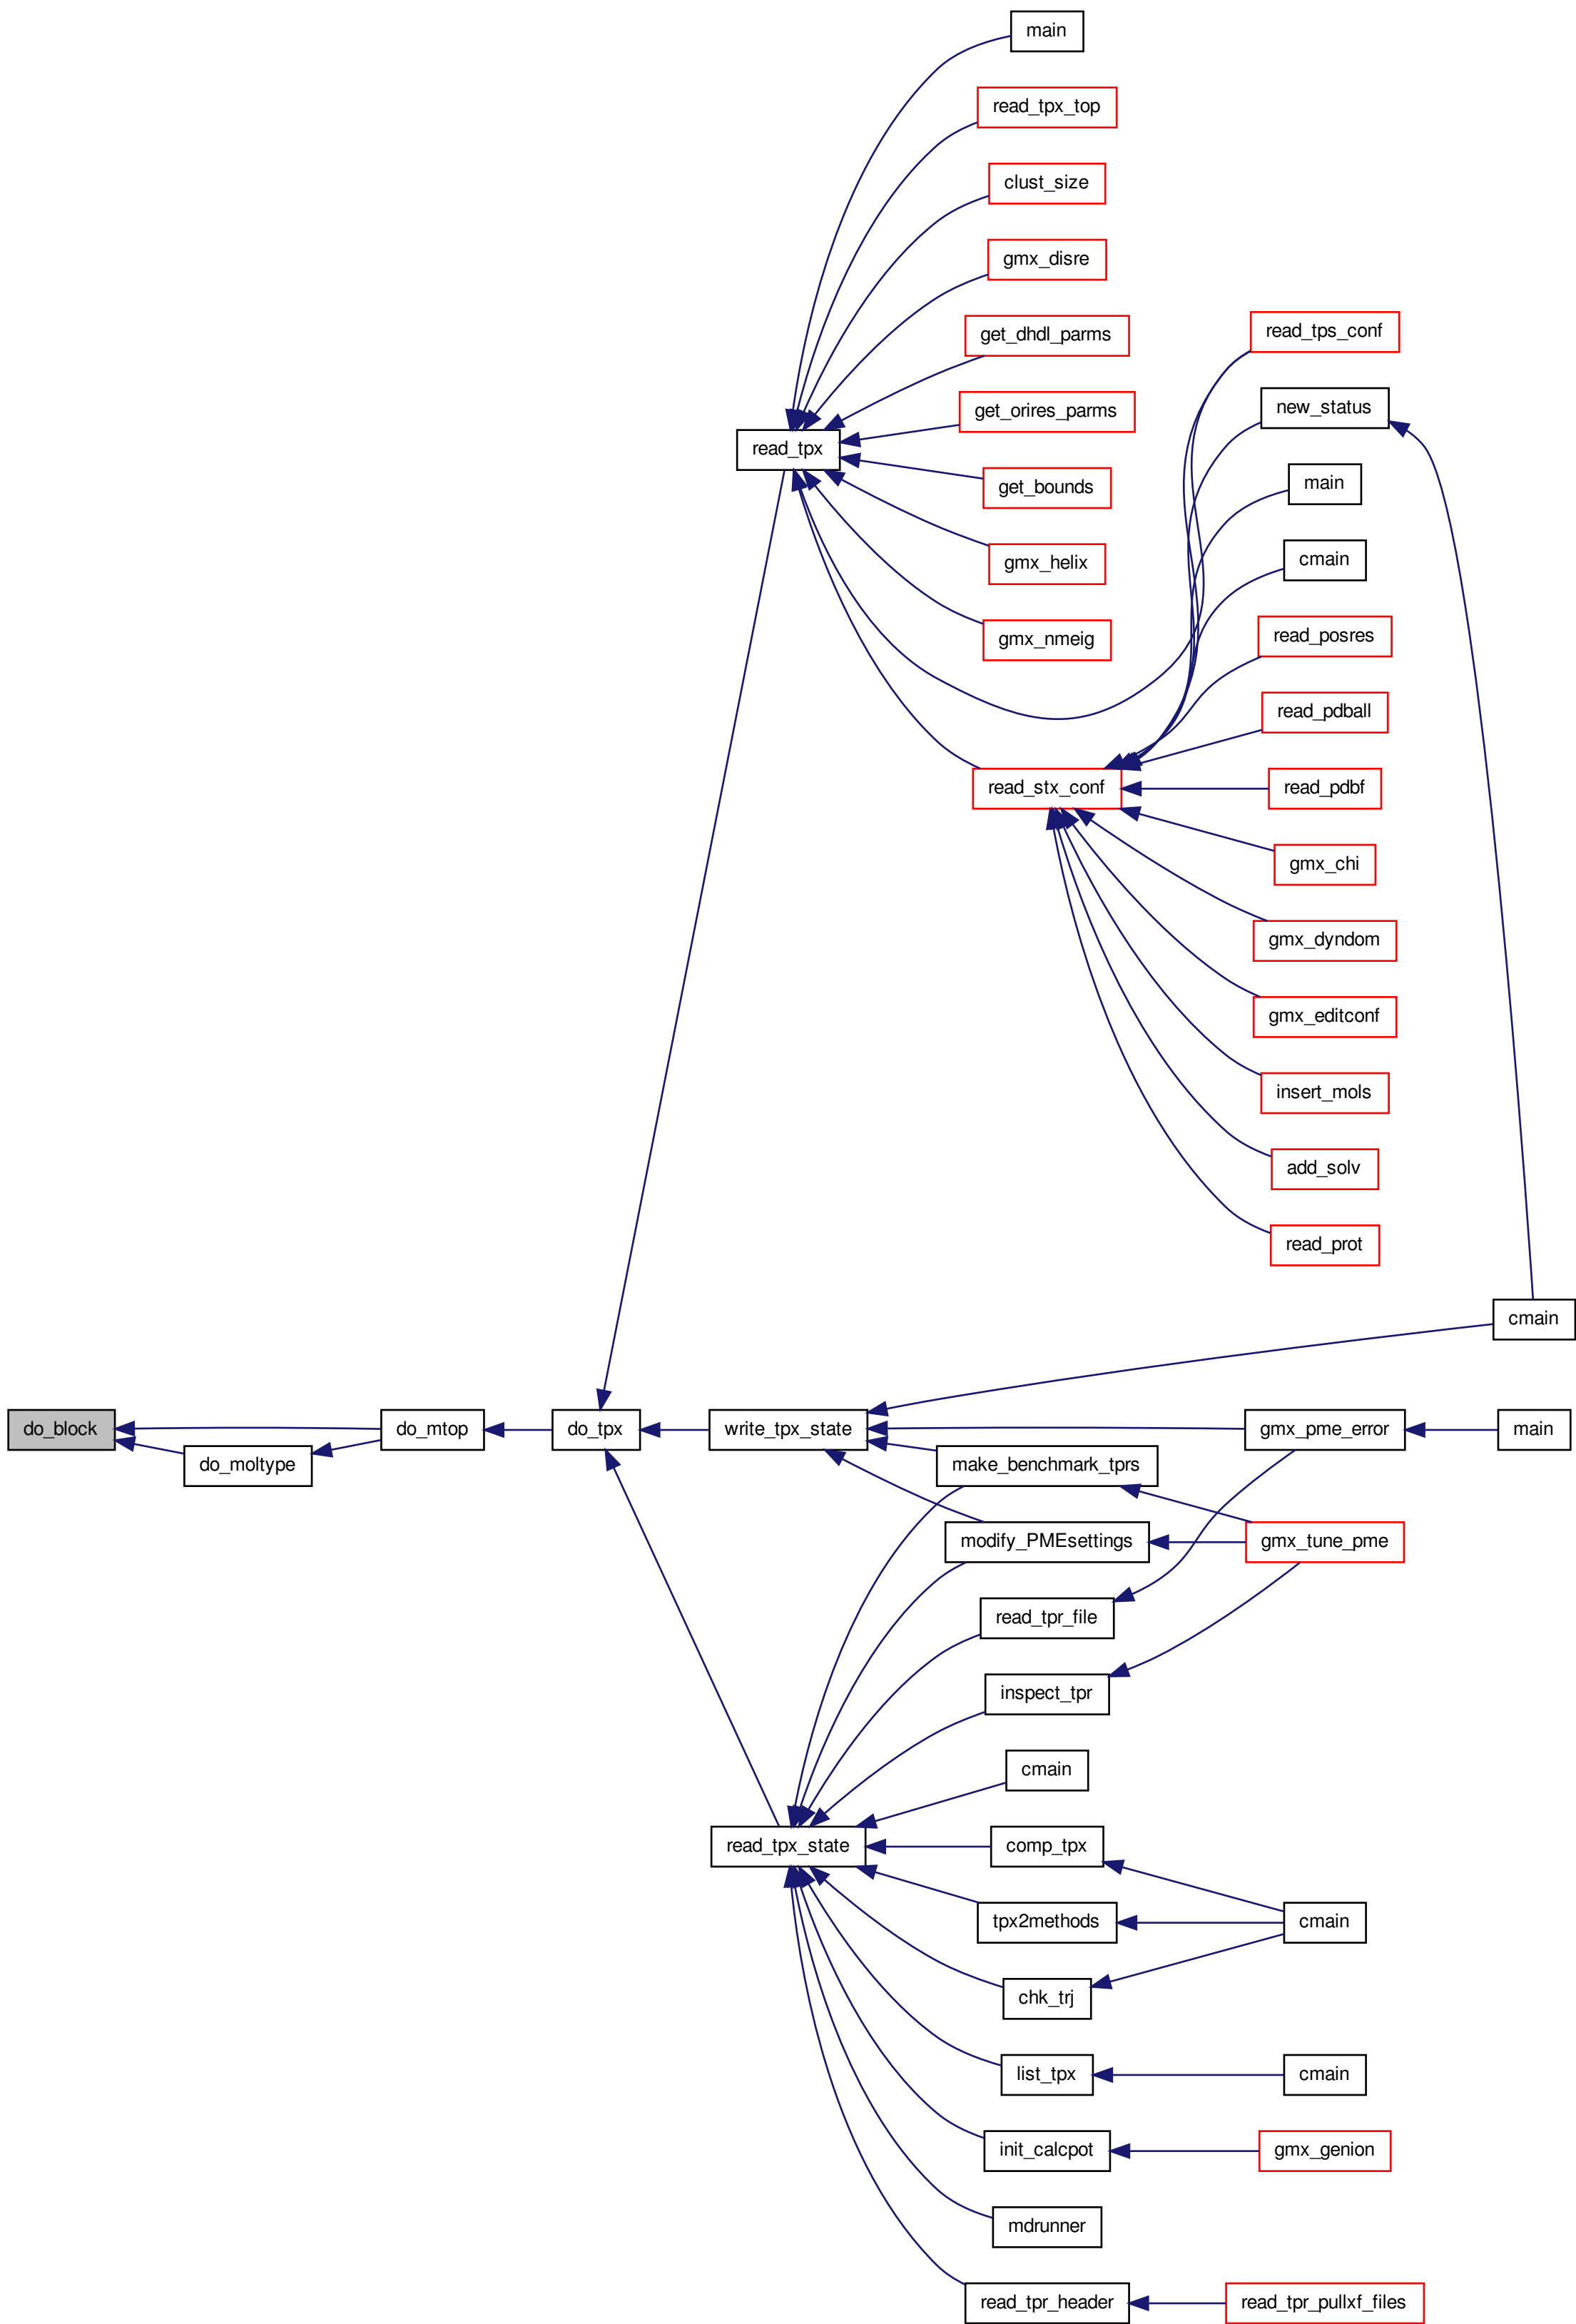 main
read_tpx_top
clust_size
gmx_disre
read_tps_conf
get_dhdl_parms
new_status
get_orires_parms
read_tpx
main
get_bounds
cmain
gmx_helix
read_posres
gmx_nmeig
read_pdball
read_stx_conf
read_pdbf
gmx_chi
gmx_dyndom
gmx_editconf
insert_mols
add_solv
read_prot
cmain
do_block
do_mtop
do_tpx
write_tpx_state
gmx_pme_error
main
do_moltype
make_benchmark_tprs
modify_PMEsettings
gmx_tune_pme
read_tpr_file
inspect_tpr
cmain
read_tpx_state
comp_tpx
tpx2methods
cmain
chk_trj
list_tpx
cmain
init_calcpot
gmx_genion
mdrunner
read_tpr_header
read_tpr_pullxf_files